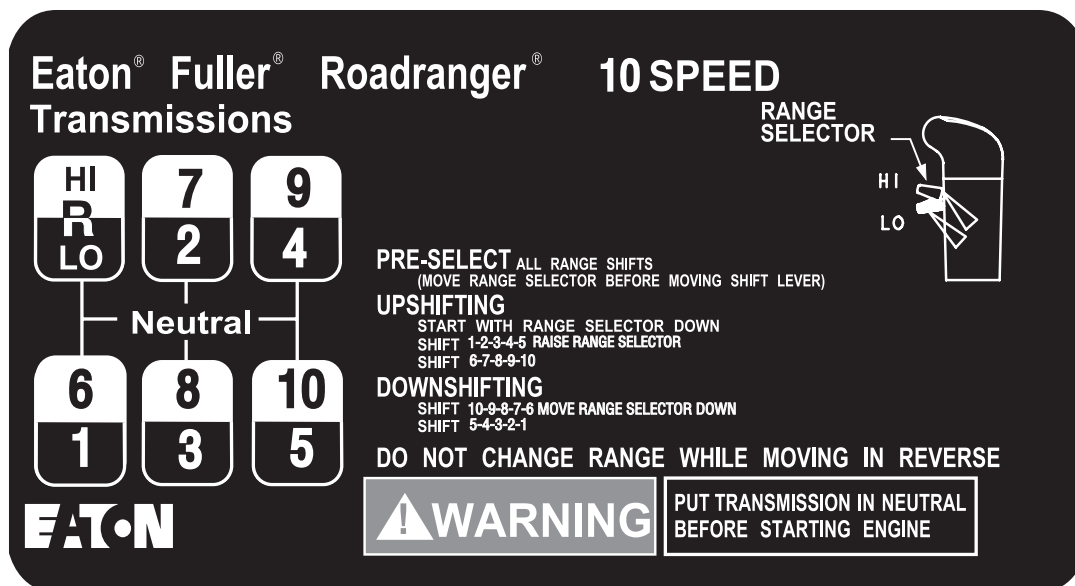 Eaton® Fuller® Roadranger® 10 SPEED
Transmissions
RANGE
SELECTOR
HI
LO
HI 7 9
R
LO 2 4
Neutral
6 8 10
1 3 5
PRE-SELECT ALL RANGE SHIFTS
(MOVE RANGE SELECTOR BEFORE MOVING SHIFT LEVER)
UPSHIFTING
START WITH RANGE SELECTOR DOWN
SHIFT 1-2-3-4-5 RAISE RANGE SELECTOR
SHIFT 6-7-8-9-10
DOWNSHIFTING
SHIFT 10-9-8-7-6 MOVE RANGE SELECTOR DOWN
SHIFT 5-4-3-2-1
DO NOT CHANGE RANGE WHILE MOVING IN REVERSE
EATON
WARNING
PUT TRANSMISSION IN NEUTRAL
BEFORE STARTING ENGINE